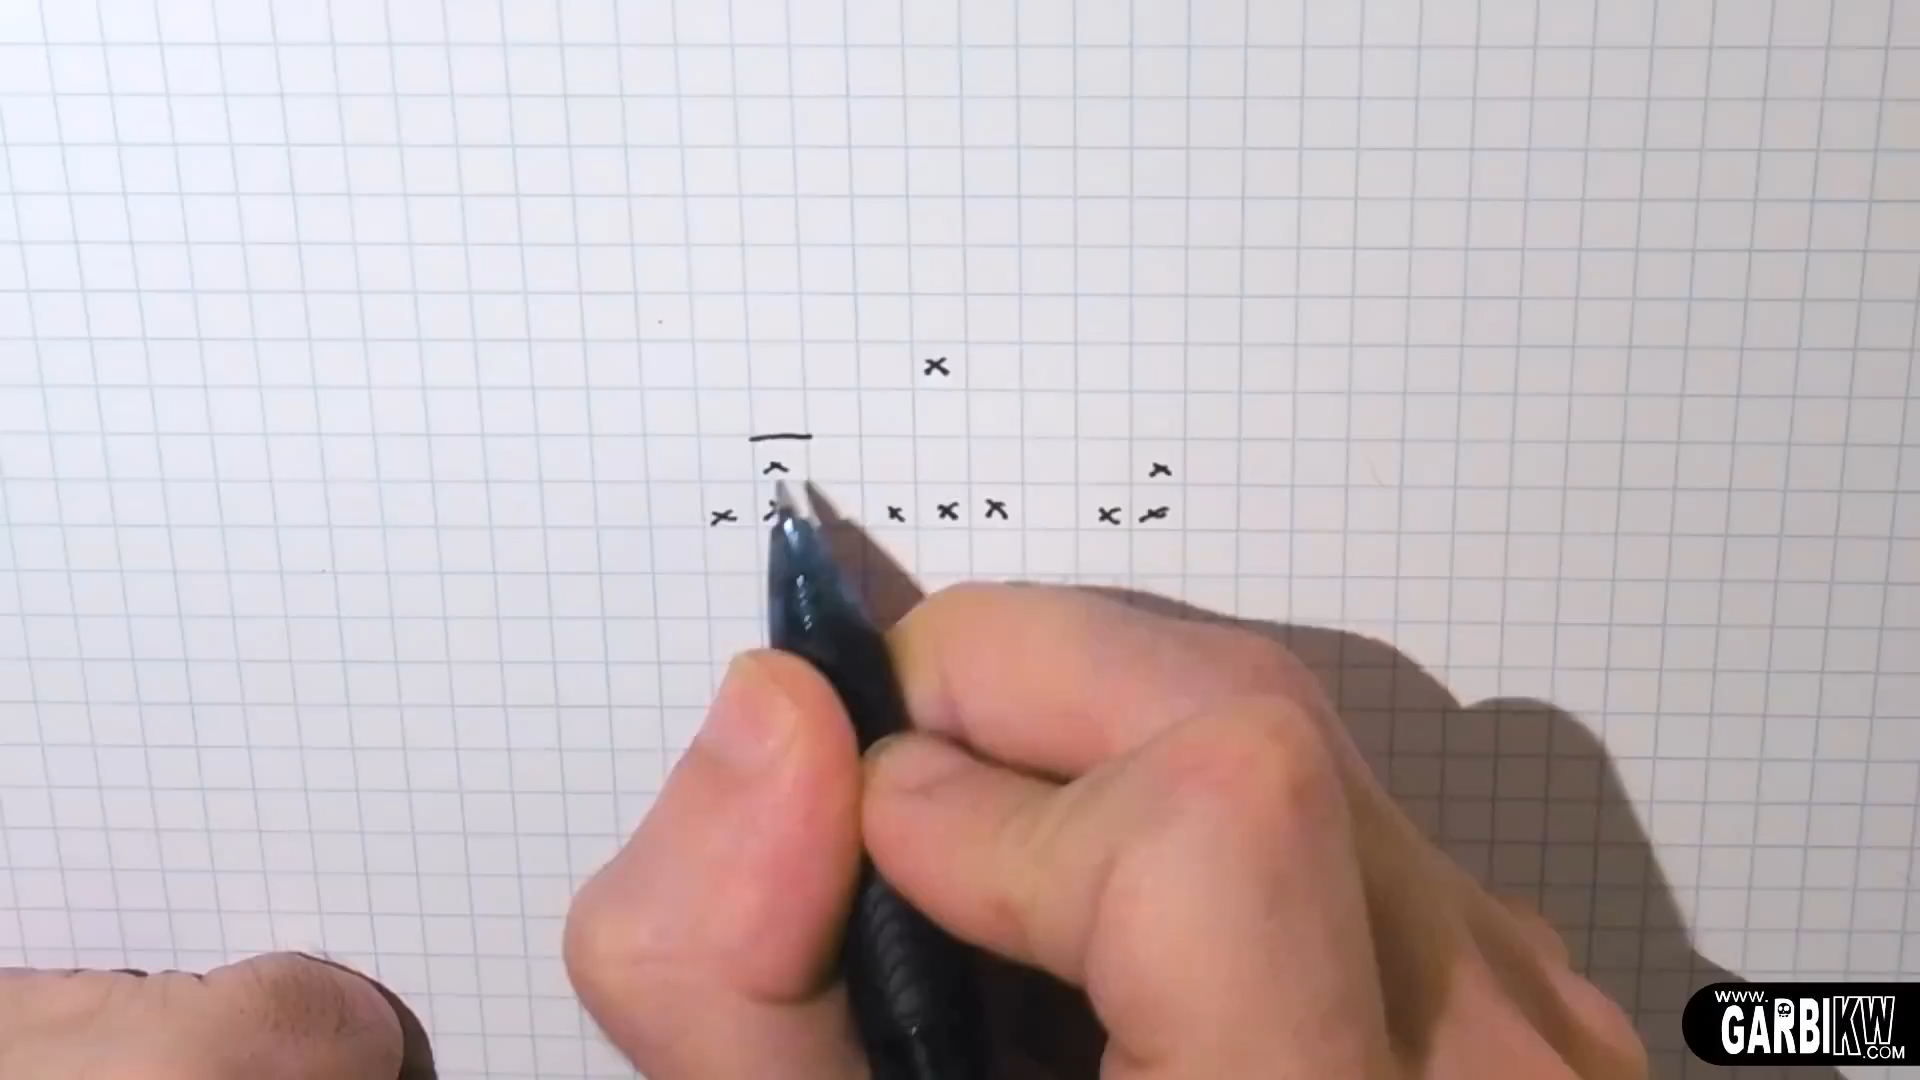 x
x x
x x x x x x x
www.
GARBIKW
.COM